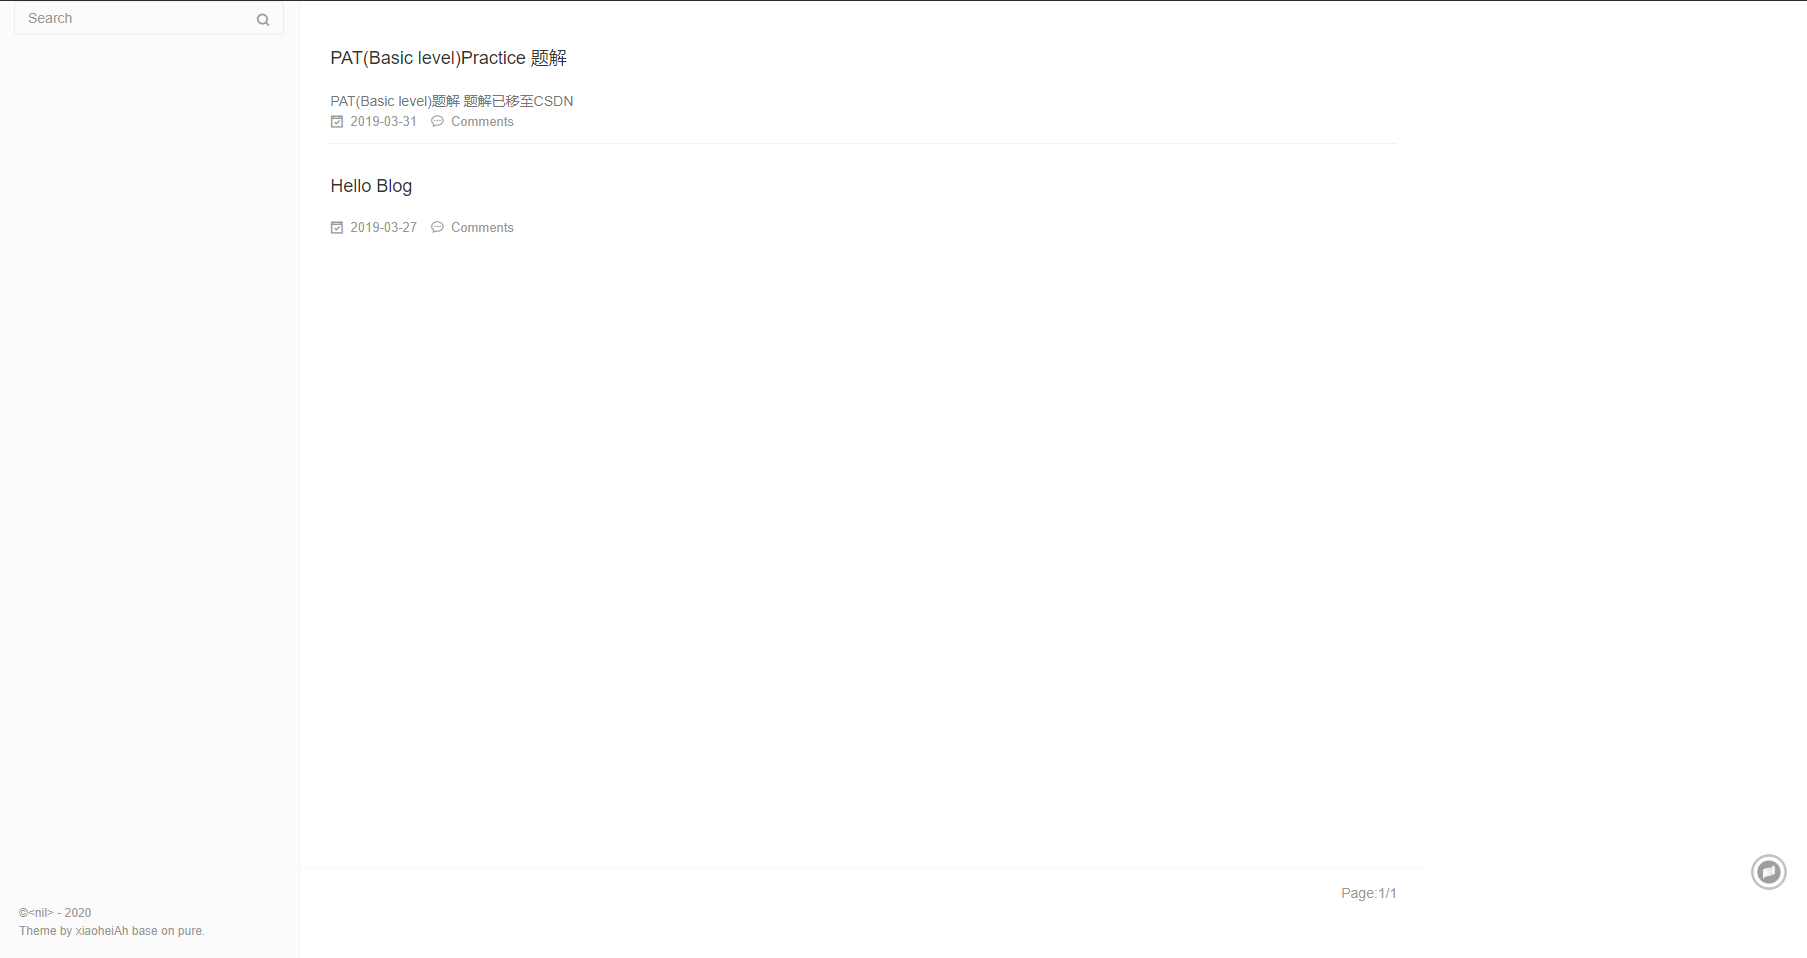 Search
PAT(Basic level)Practice 题解
PAT(Basic level)题解 题解已移至CSDN
2019-03-31 Comments
Hello Blog
2019-03-27 Comments
Page:1/1
©<nil> - 2020
Theme by xiaoheiAh base on pure.